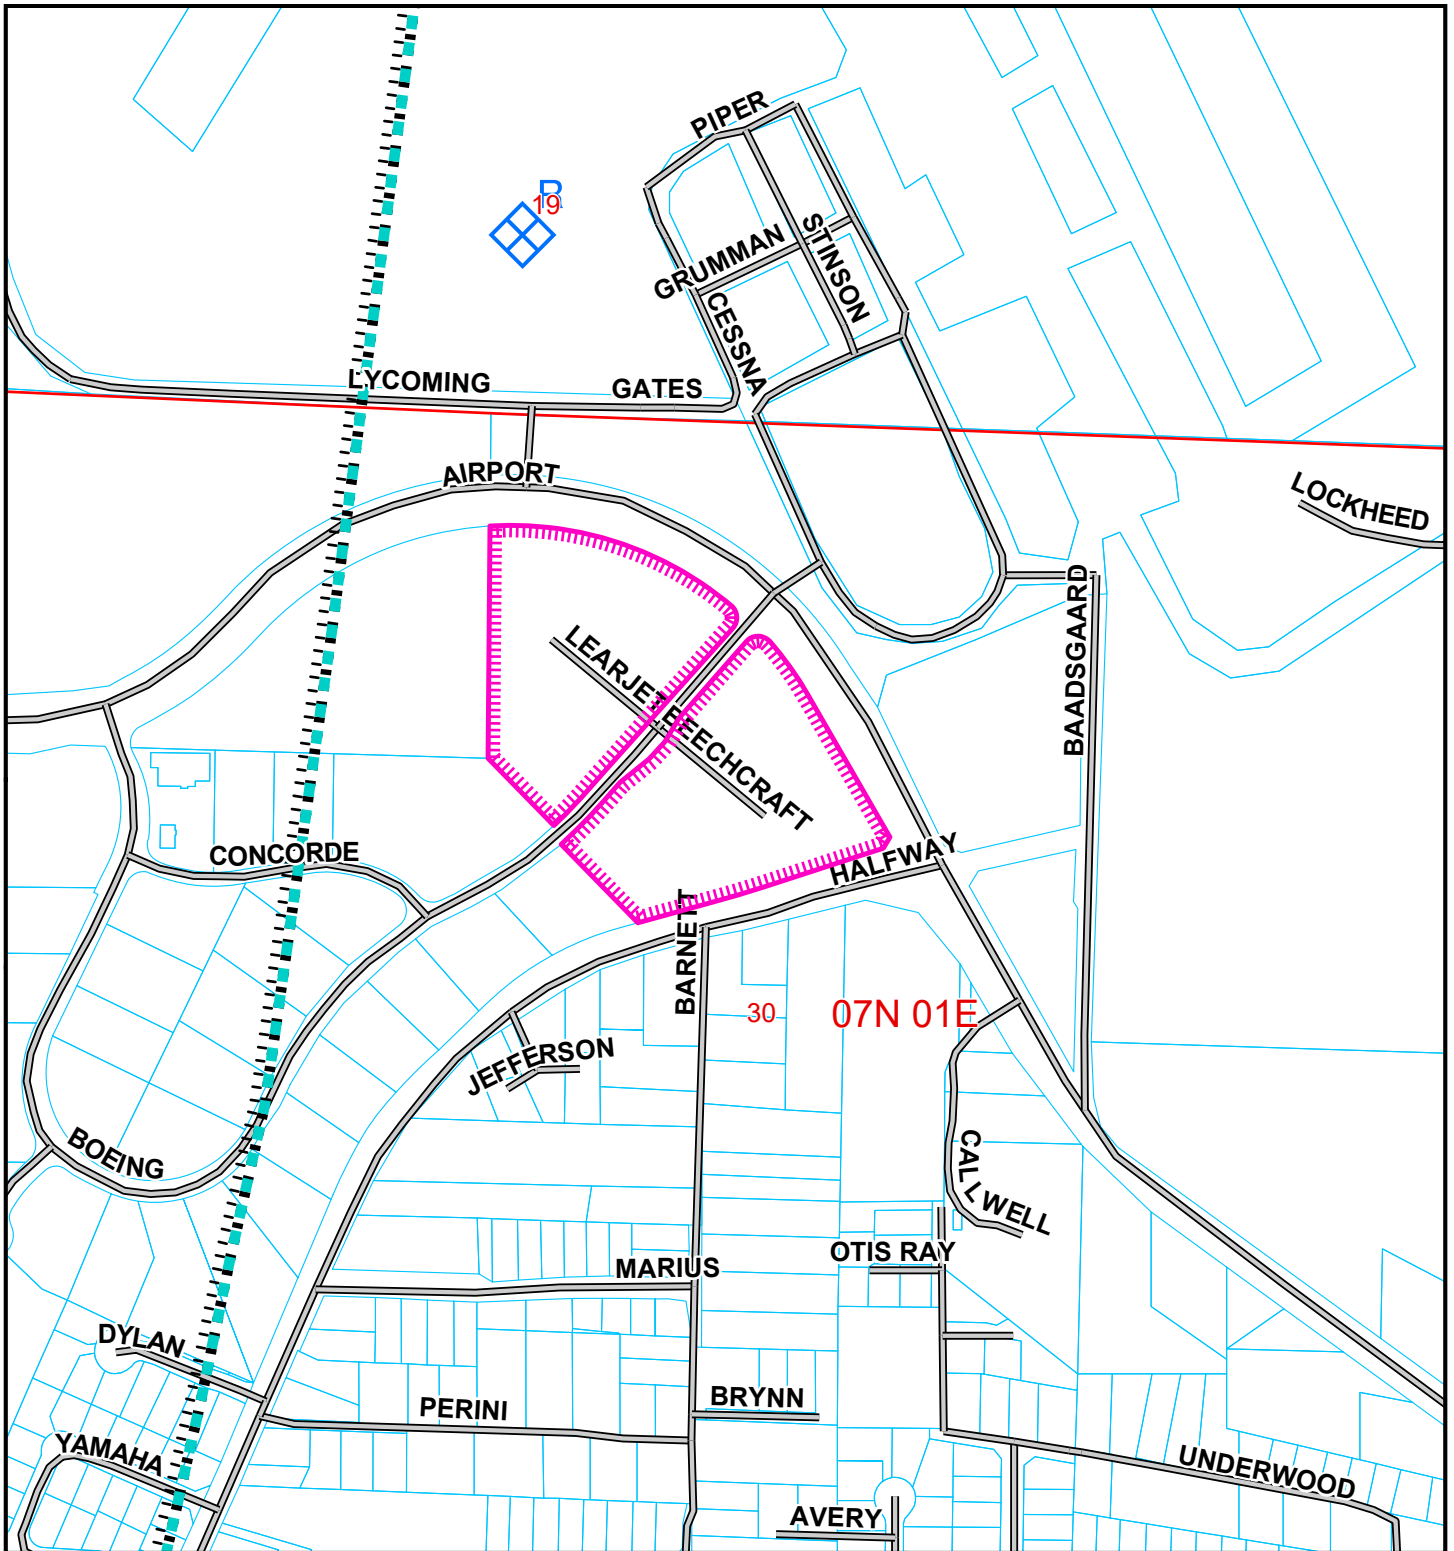 PIPER
R
19
STINSON
GRUMMAN
CESSNA
LYCOMING
GATES
AIRPORT
LOCKHEED
BAADSGAARD
LEARJET
BEECHCRAFT
CONCORDE
HALFWAY
BARNETT
30
07N 01E
JEFFERSON
BOEING
CALLWELL
OTIS RAY
MARIUS
DYLAN
BRYNN
PERINI
YAMAHA
UNDERWOOD
AVERY